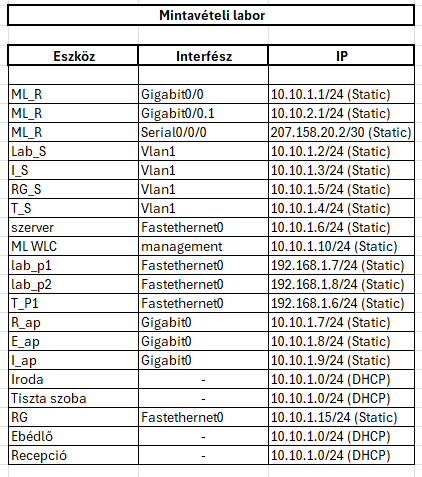 Mintavételi labor
Eszköz Interfész IP
ML_R Gigabit0/0 10.10.1.1/24 (Static)
ML_R Gigabit0/0.1 10.10.2.1/24 (Static)
ML_R Serial0/0/0 207.158.20.2/30 (Static)
Lab_S Vlan1 10.10.1.2/24 (Static)
I_S Vlan1 10.10.1.3/24 (Static)
RG_S Vlan1 10.10.1.5/24 (Static)
T_S Vlan1 10.10.1.4/24 (Static)
szerver Fastethernet0 10.10.1.6/24 (Static)
ML WLC management 10.10.1.10/24 (Static)
lab_p1 Fastethernet0 192.168.1.7/24 (Static)
lab_p2 Fastethernet0 192.168.1.8/24 (Static)
T_P1 Fastethernet0 192.168.1.6/24 (Static)
R_ap Gigabit0 10.10.1.7/24 (Static)
E_ap Gigabit0 10.10.1.8/24 (Static)
I_ap Gigabit0 10.10.1.9/24 (Static)
Iroda - 10.10.1.0/24 (DHCP)
Tiszta szoba - 10.10.1.0/24 (DHCP)
RG Fastethernet0 10.10.1.15/24 (Static)
Ebédlő - 10.10.1.0/24 (DHCP)
Recepció - 10.10.1.0/24 (DHCP)